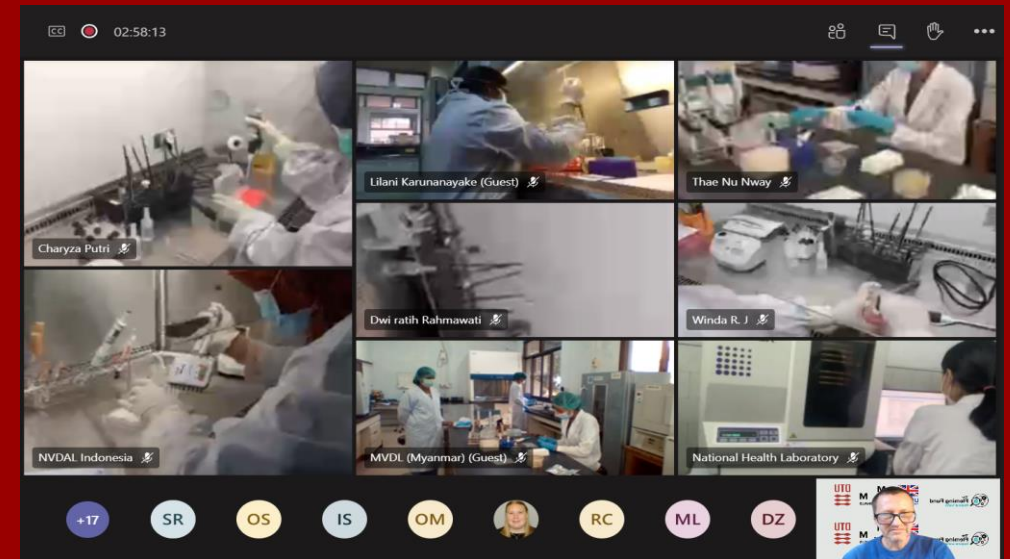 CC 02:58:13
Charyza Putri
Lilani Karunanayake (Guest)
Thae Nu Nway
Dwi ratih Rahmawati
Winda R. J
NVDAL Indonesia
MVDL (Myanmar) (Guest)
National Health Laboratory
+17
SR
OS
IS
OM
RC
ML
DZ